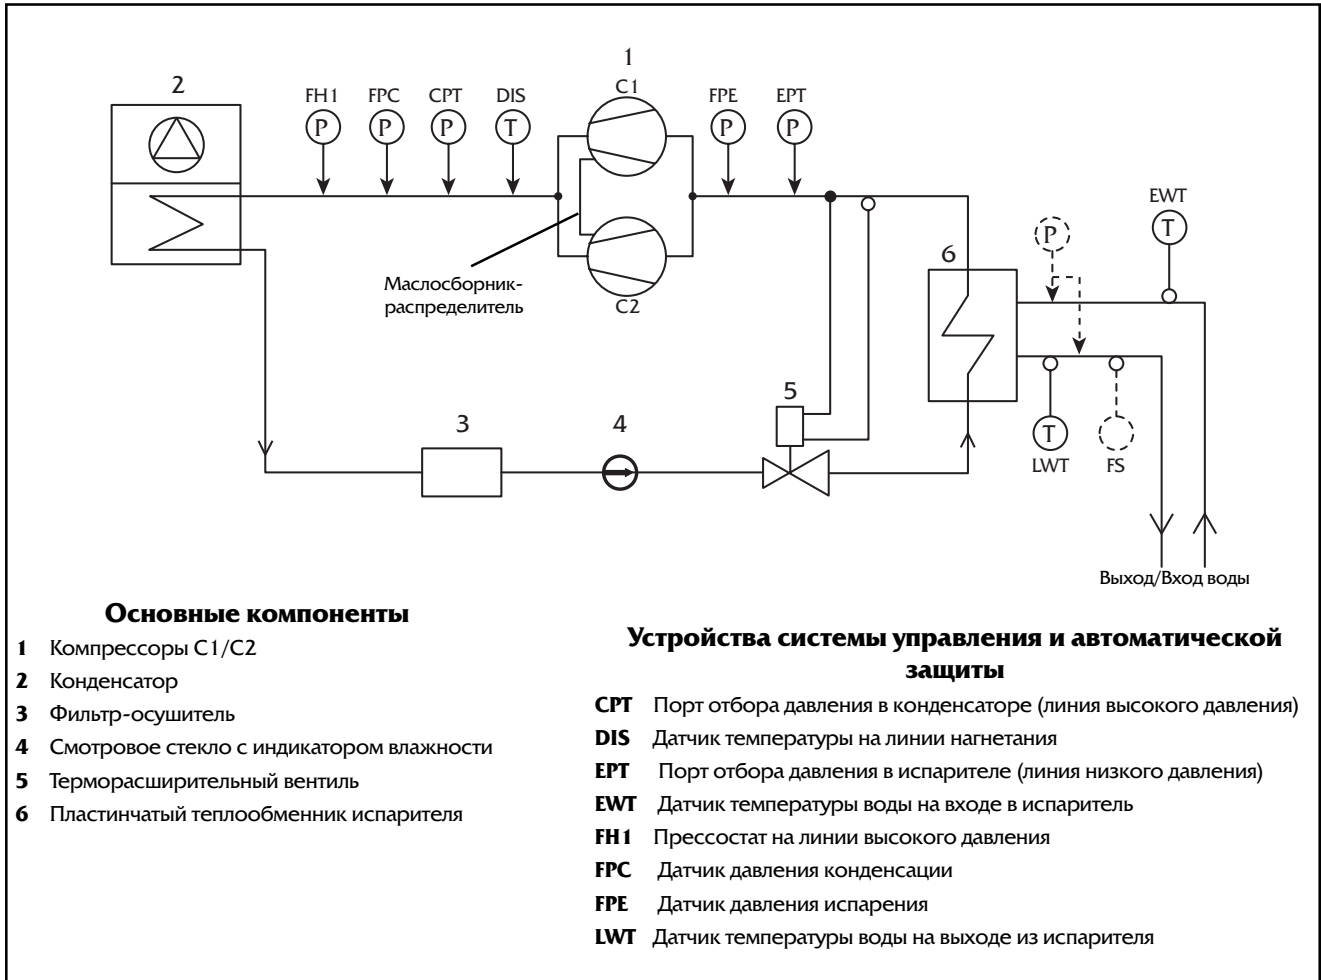 1
C1
2
FH1 FPC CPT DIS FPE EPT
P P P T P P
EWT
T
P
6
Маслосборник-
распределитель
C2
5
3
4
T
LWT FS
Выход/Вход воды
Основные компоненты
1 Компрессоры C1/C2
2 Конденсатор
3 Фильтр-осушитель
4 Смотровое стекло с индикатором влажности
5 Терморасширительный вентиль
6 Пластинчатый теплообменник испарителя
Устройства системы управления и автоматической
защиты
CPT Порт отбора давления в конденсаторе (линия высокого давления)
DIS Датчик температуры на линии нагнетания
EPT Порт отбора давления в испарителе (линия низкого давления)
EWT Датчик температуры воды на входе в испаритель
FH1 Прессостат на линии высокого давления
FPC Датчик давления конденсации
FPE Датчик давления испарения
LWT Датчик температуры воды на выходе из испарителя